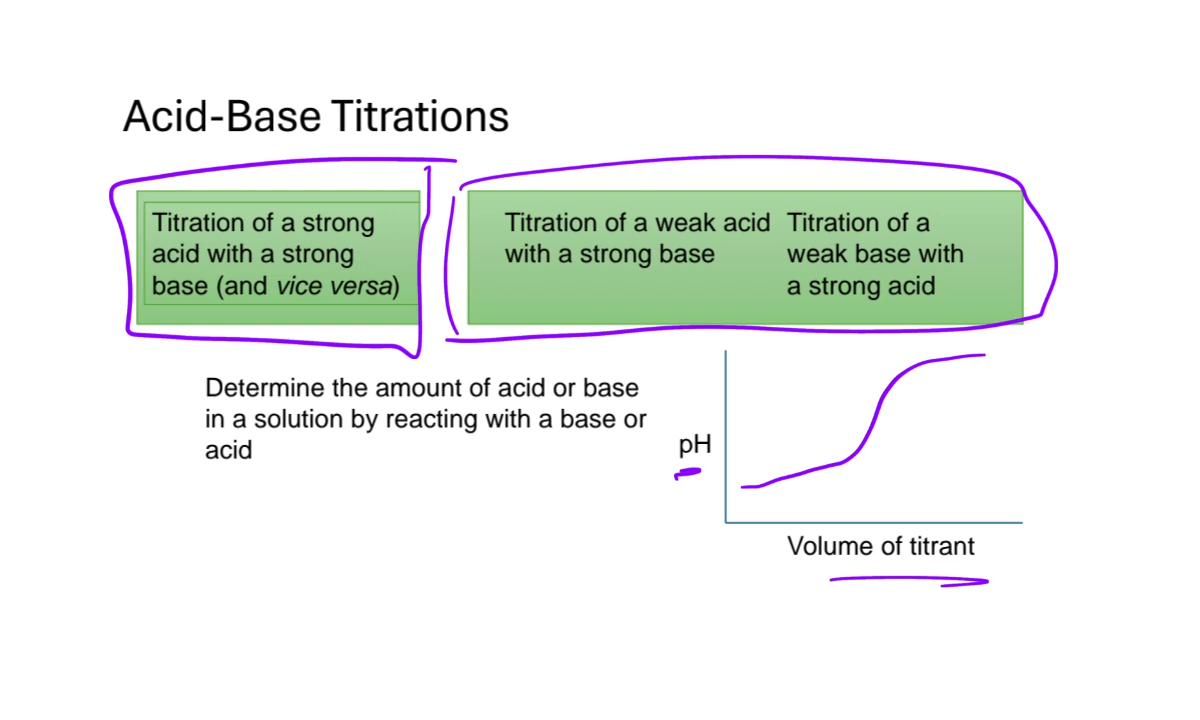 Acid-Base Titrations
Titration of a strong
acid with a strong
base (and vice versa)
Titration of a weak acid
with a strong base
Titration of a
weak base with
a strong acid
Determine the amount of acid or base
in a solution by reacting with a base or
acid
pH
Volume of titrant